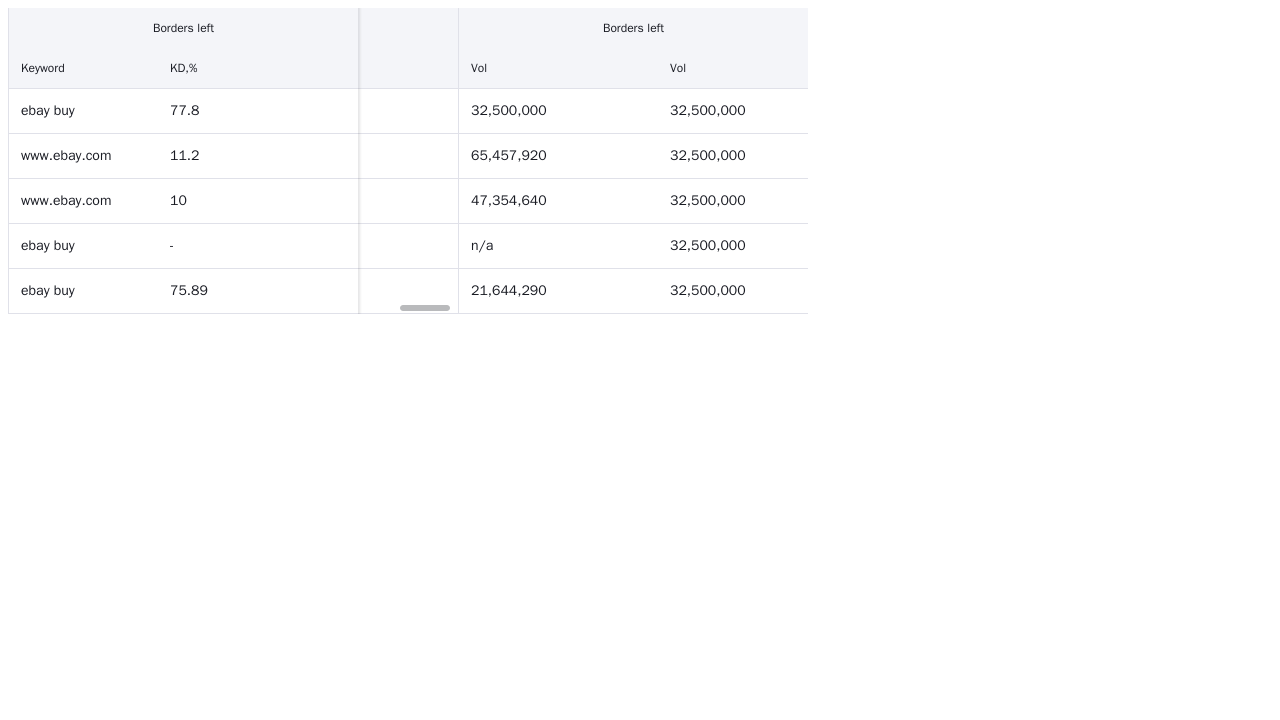 Borders left Borders left
Keyword KD,% Vol Vol
ebay buy 77.8 32,500,000 32,500,000
www.ebay.com 11.2 65,457,920 32,500,000
www.ebay.com 10 47,354,640 32,500,000
ebay buy - n/a 32,500,000
ebay buy 75.89 21,644,290 32,500,000